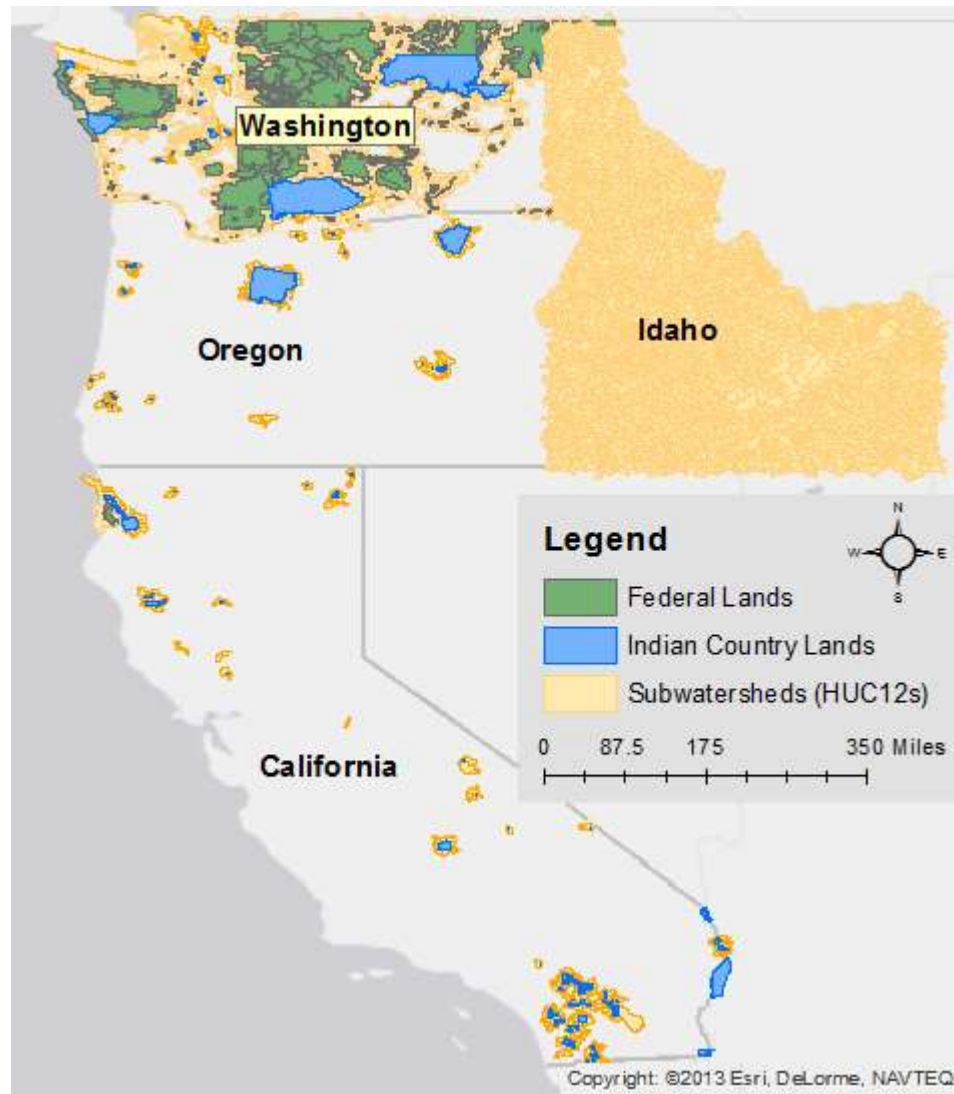 Washington
Oregon
Idaho
Legend
N
W
E
S
Federal Lands
Indian Country Lands
Subwatersheds (HUC12s)
0 87.5 175 350 Miles
California
Copyright: ©2013 Esri, DeLorme, NAVTEQ